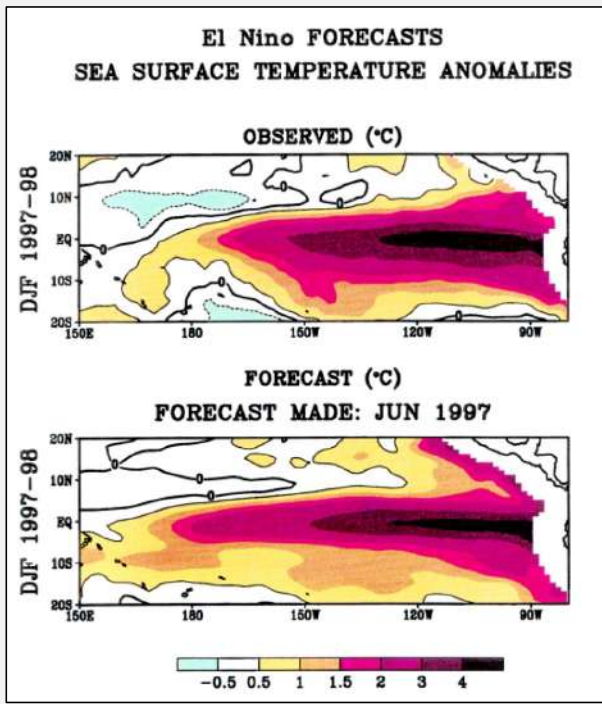 El Nino FORECASTS
SEA SURFACE TEMPERATURE ANOMALIES
OBSERVED (°C)
DJF 1997-98
20N
10N
EQ
10S
20S
0
0
0
0
0
150E 180 150W 120W 90W
FORECAST (°C)
FORECAST MADE: JUN 1997
DJF 1997-98
20N
10N
EQ
10S
20S
0
0
0
150E 180 150W 120W 90W
-0.5 0.5 1 1.5 2 3 4